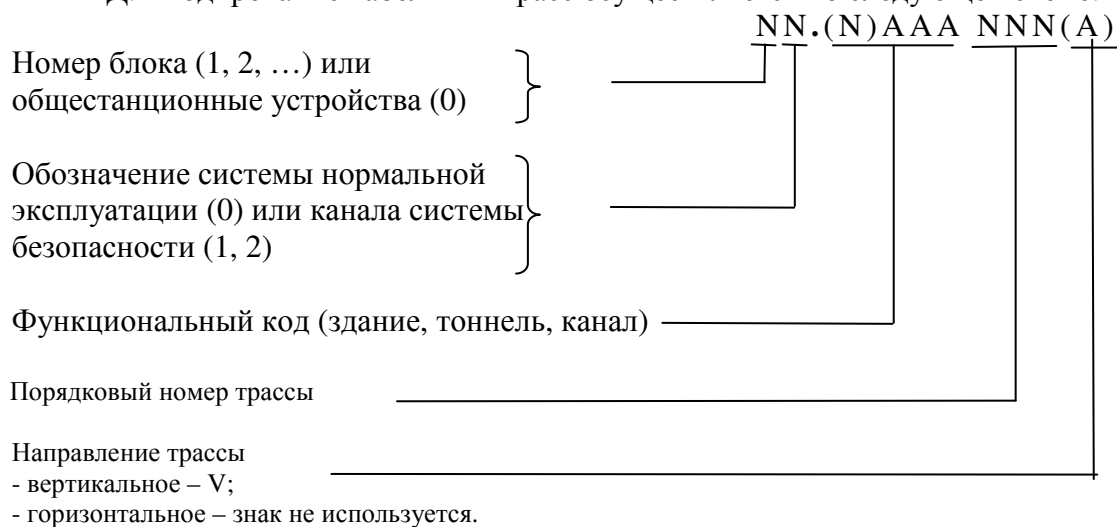 NN.(N)AAA NNN(A)
Номер блока (1, 2, …) или
общестанционные устройства (0)
Обозначение системы нормальной
эксплуатации (0) или канала системы
безопасности (1, 2)
Функциональный код (здание, тоннель, канал)
Порядковый номер трассы
Направление трассы
- вертикальное – V;
- горизонтальное – знак не используется.